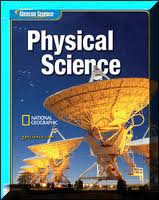 Glencoe Science
Physical
Science
NATIONAL
GEOGRAPHIC